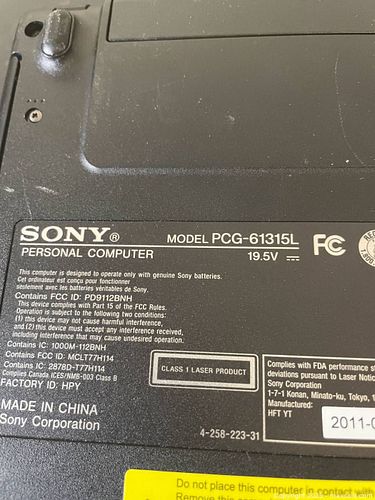 SONY®
MODEL PCG-61315L
PERSONAL COMPUTER
19.5V
FC
This computer is designed to operate only with genuine Sony batteries.
Cet ordinateur est conçu pour fonctionner
seulement avec les batteries véritables de Sony.
Contains FCC ID: PD9112BNH
This device complies with Part 15 of the FCC Rules.
Operation is subject to the following two conditions:
(1) this device may not cause harmful interference,
and (2) this device must accept any interference received,
including interference that may cause undesired operation.
Contains IC: 1000M-112BNH
Contains FCC ID: MCLT77H114
Contains IC: 2878D-T77H114
Complies Canada ICES/NMB-003 Class B
FACTORY ID: HPY
CLASS 1 LASER PRODUCT
MADE IN CHINA
Sony Corporation
4-258-223-31
Complies with FDA performance st
deviations pursuant to Laser Notice
Sony Corporation
1-7-1 Konan, Minato-ku, Tokyo, 1
Manufactured:
HFT YT
2011-0
Do not place this computer in contact with
Remove this